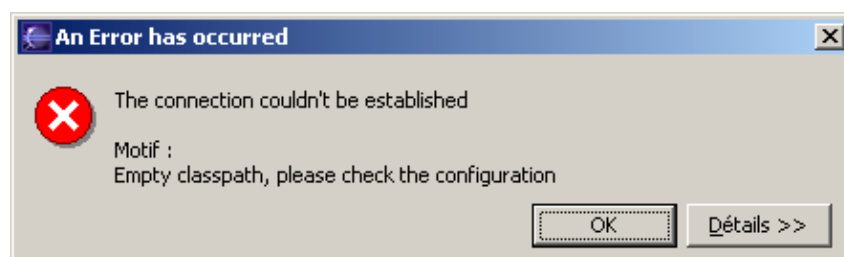 An Error has occurred
The connection couldn't be established
Motif :
Empty classpath, please check the configuration
OK
Détails >>